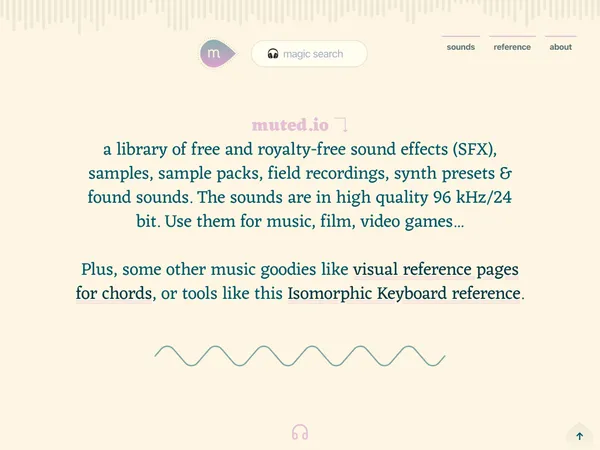 m
magic search
sounds reference about
muted.io
a library of free and royalty-free sound effects (SFX),
samples, sample packs, field recordings, synth presets &
found sounds. The sounds are in high quality 96 kHz/24
bit. Use them for music, film, video games...
Plus, some other music goodies like visual reference pages
for chords, or tools like this Isomorphic Keyboard reference.